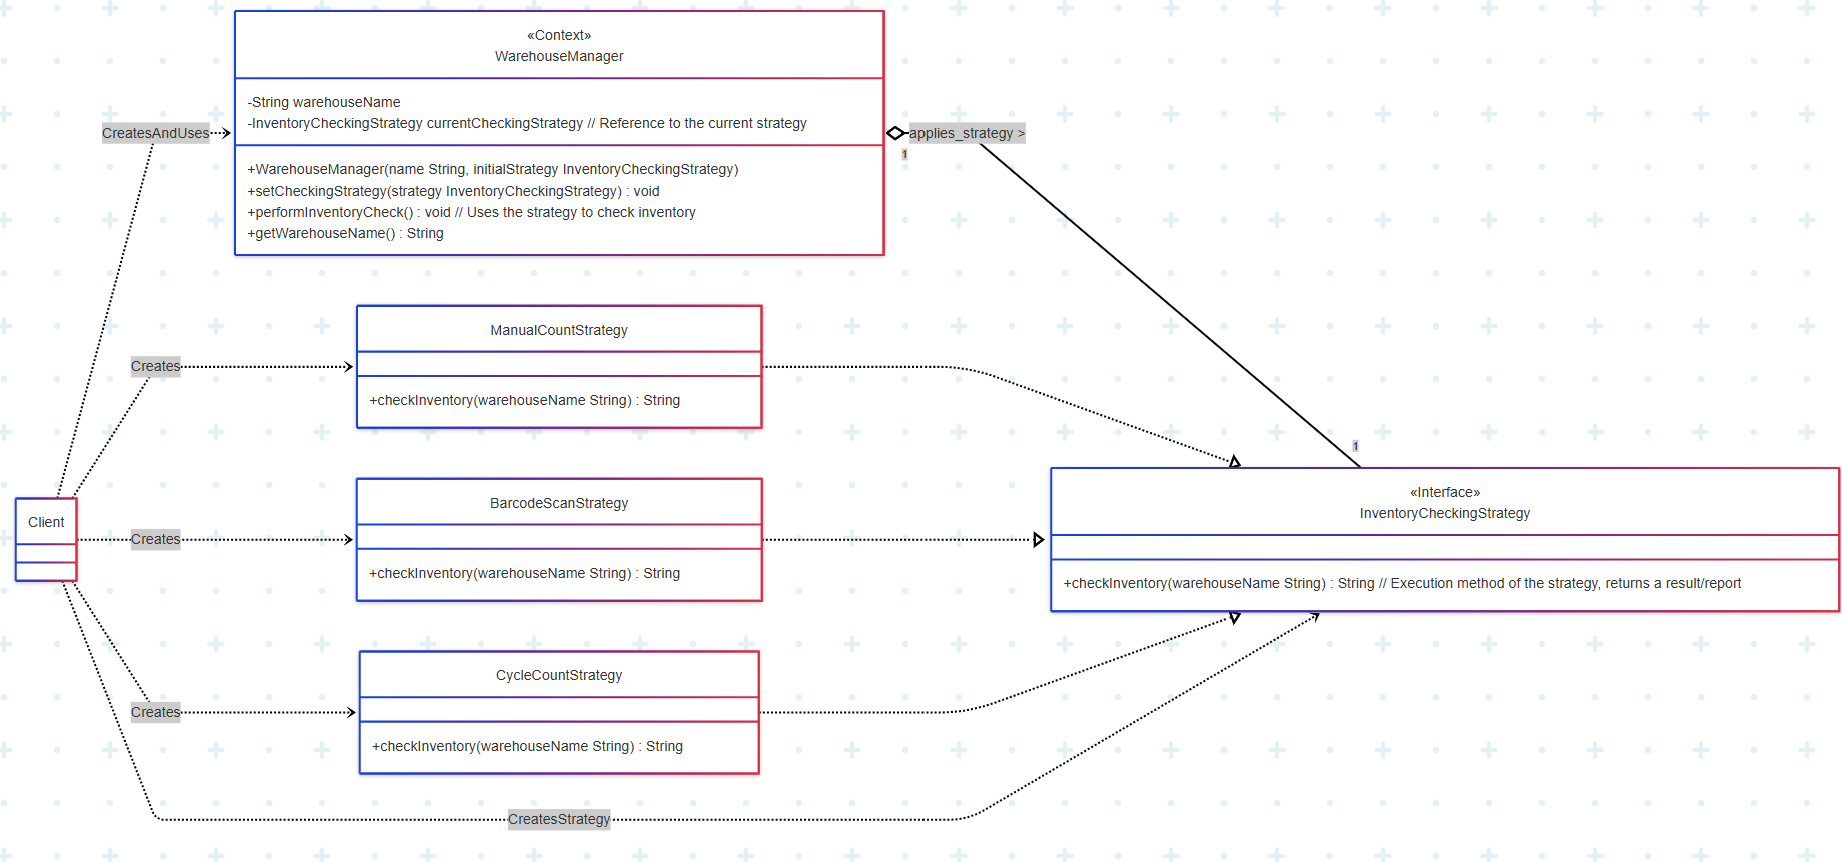 «Context»
WarehouseManager
-String warehouseName
-InventoryCheckingStrategy currentCheckingStrategy // Reference to the current strategy
+WarehouseManager(name String, initialStrategy InventoryCheckingStrategy)
+setCheckingStrategy(strategy InventoryCheckingStrategy) : void
+performInventoryCheck() : void // Uses the strategy to check inventory
+getWarehouseName() : String
CreatesAndUses
applies_strategy >
1
ManualCountStrategy
+checkInventory(warehouseName String) : String
Creates
1
BarcodeScanStrategy
+checkInventory(warehouseName String) : String
Client
Creates
«Interface»
InventoryCheckingStrategy
+checkInventory(warehouseName String) : String // Execution method of the strategy, returns a result/report
CycleCountStrategy
+checkInventory(warehouseName String) : String
Creates
CreatesStrategy